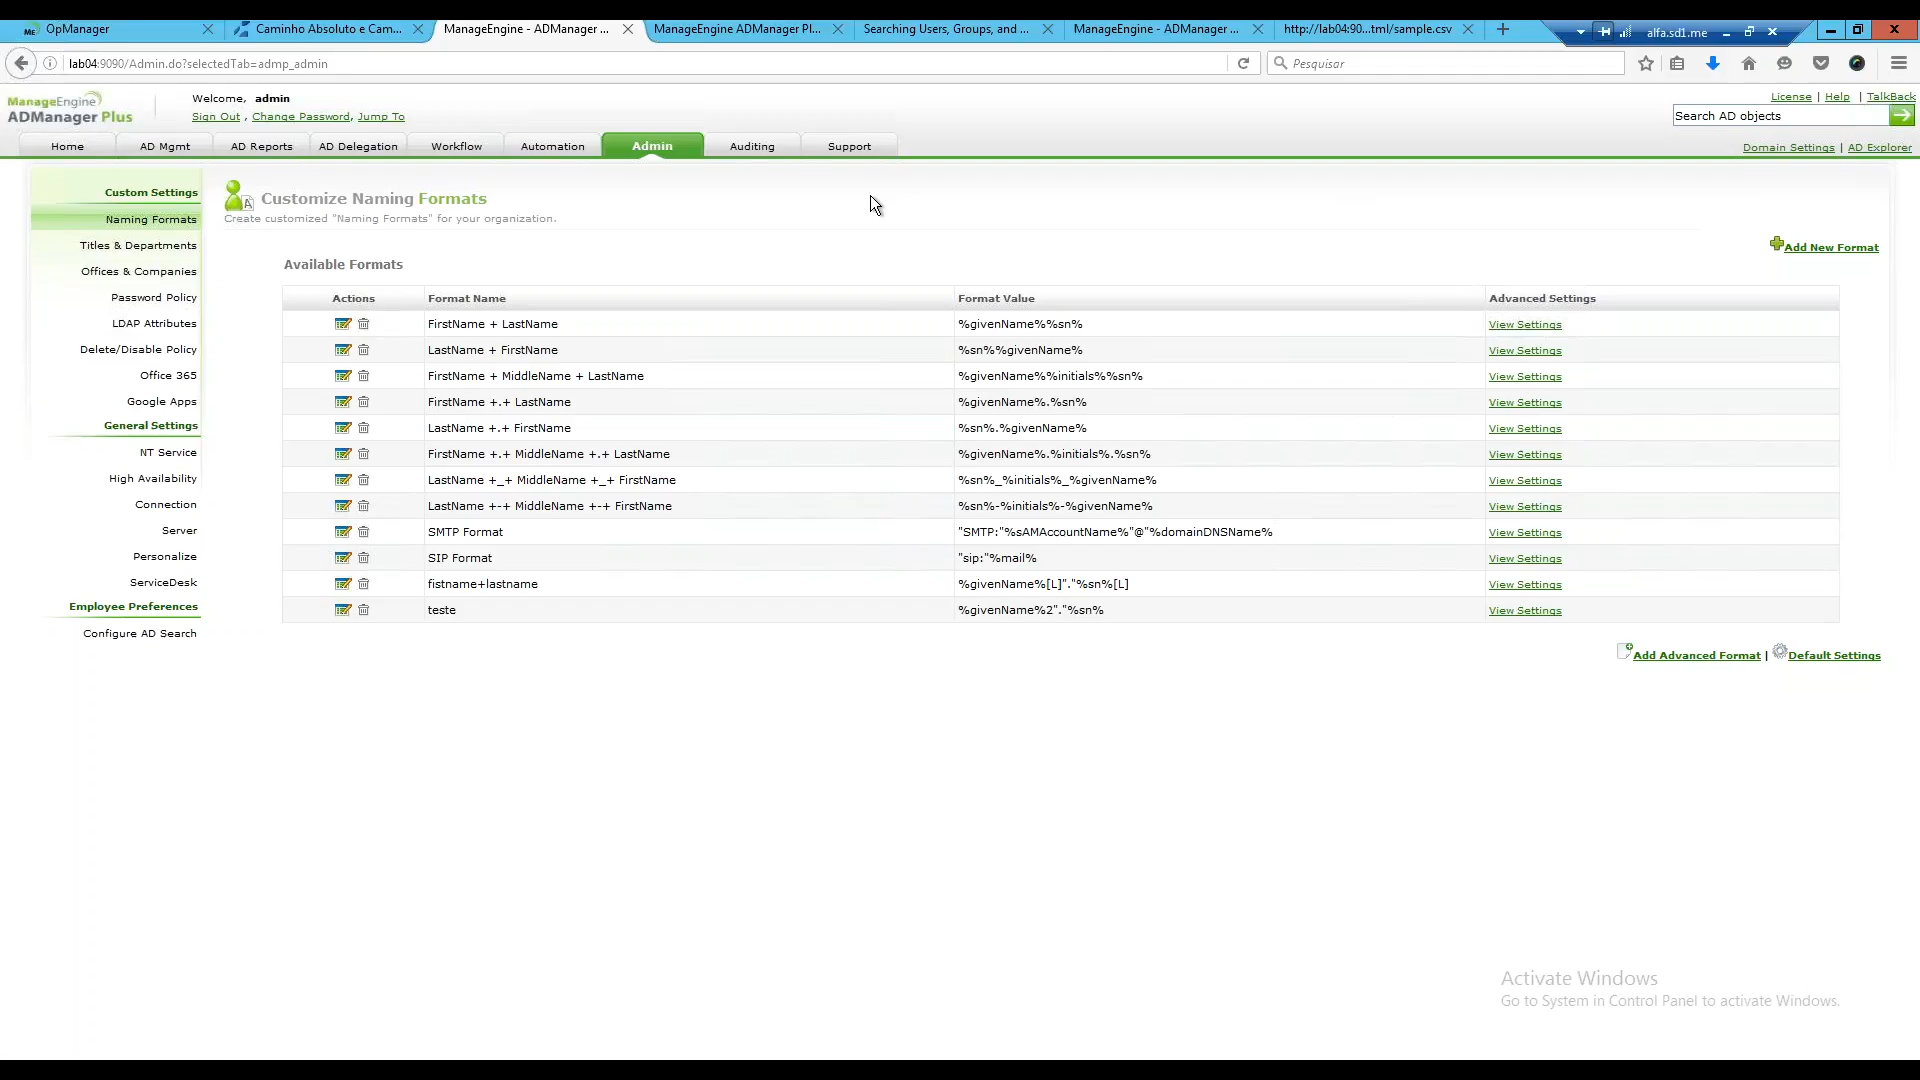 OpManager
Caminho Absoluto e Cam...
ManageEngine - ADManager ...
ManageEngine ADManager Pl...
Searching Users, Groups, and ...
ManageEngine - ADManager ...
http://lab04:90...tml/sample.csv
alfa.sd1.me
lab04:9090/Admin.do?selectedTab=admp_admin
Pesquisar
ManageEngine
ADManager Plus
Welcome, admin
Sign Out , Change Password, Jump To
License | Help | TalkBack
Search AD objects
Home
AD Mgmt
AD Reports
AD Delegation
Workflow
Automation
Admin
Auditing
Support
Domain Settings | AD Explorer
Custom Settings
Naming Formats
Titles & Departments
Offices & Companies
Password Policy
LDAP Attributes
Delete/Disable Policy
Office 365
Google Apps
General Settings
NT Service
High Availability
Connection
Server
Personalize
ServiceDesk
Employee Preferences
Configure AD Search
Customize Naming Formats
Create customized "Naming Formats" for your organization.
Add New Format
Available Formats
Actions Format Name Format Value Advanced Settings
FirstName + LastName %givenName%%sn% View Settings
LastName + FirstName %sn%%givenName% View Settings
FirstName + MiddleName + LastName %givenName%%initials%%sn% View Settings
FirstName +.+ LastName %givenName%.%sn% View Settings
LastName +.+ FirstName %sn%.%givenName% View Settings
FirstName +.+ MiddleName +.+ LastName %givenName%.%initials%.%sn% View Settings
LastName +_+ MiddleName +_+ FirstName %sn%_%initials%_%givenName% View Settings
LastName +-+ MiddleName +-+ FirstName %sn%-%initials%-%givenName% View Settings
SMTP Format "SMTP:"%sAMAccountName%"@"%domainDNSName% View Settings
SIP Format "sip:"%mail% View Settings
fistname+lastname %givenName%[L]"."%sn%[L] View Settings
teste %givenName%2"."%sn% View Settings
Add Advanced Format | Default Settings
Activate Windows
Go to System in Control Panel to activate Windows.